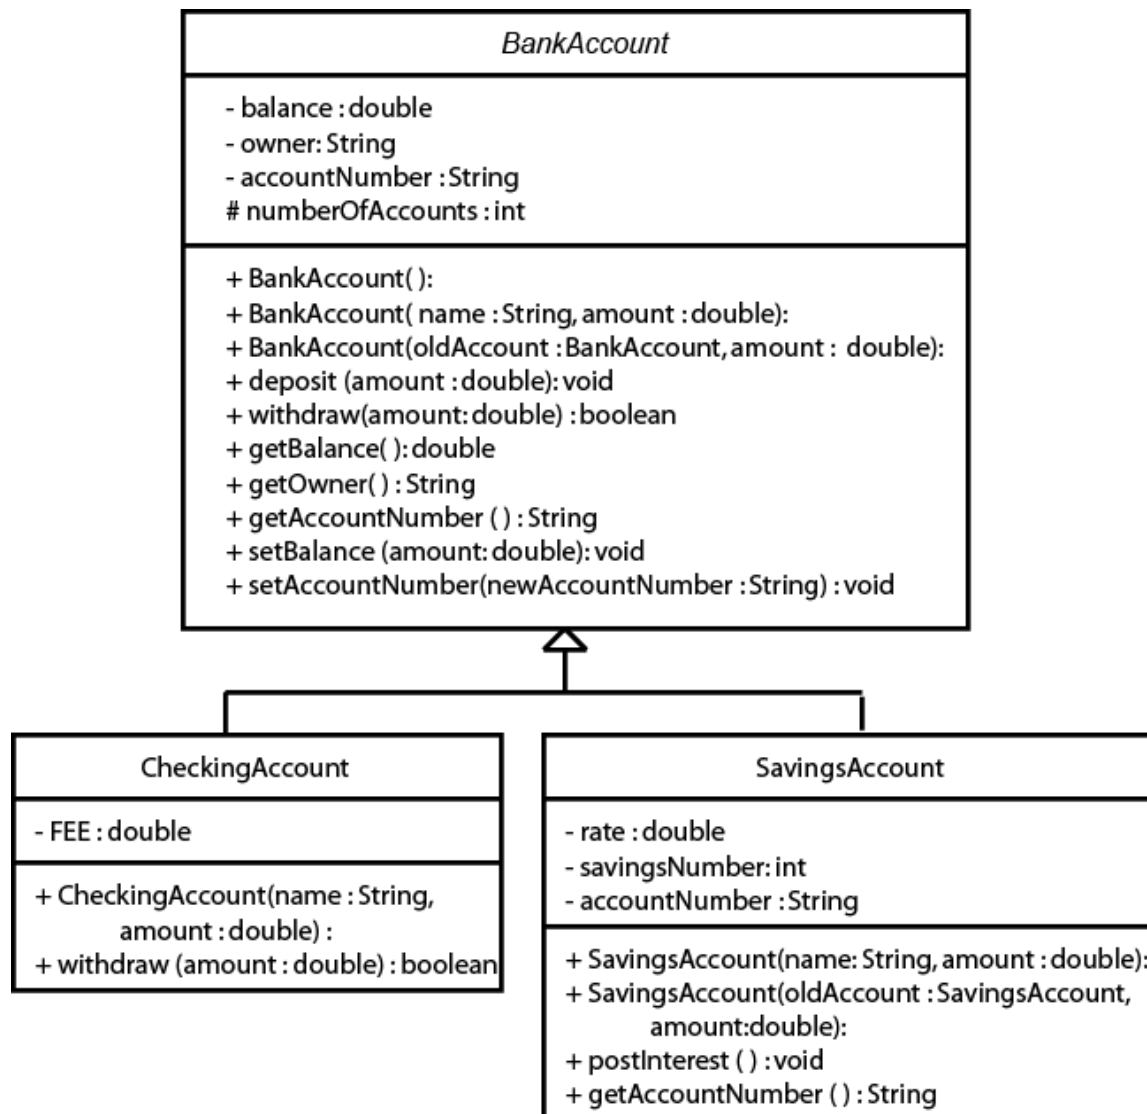 BankAccount
- balance : double
- owner: String
- accountNumber : String
# numberOfAccounts : int
+ BankAccount( ):
+ BankAccount( name : String, amount : double):
+ BankAccount(oldAccount : BankAccount, amount : double):
+ deposit (amount : double): void
+ withdraw(amount: double) : boolean
+ getBalance( ): double
+ getOwner( ) : String
+ getAccountNumber ( ) : String
+ setBalance (amount: double): void
+ setAccountNumber(newAccountNumber : String) : void
CheckingAccount
- FEE : double
+ CheckingAccount(name : String,
amount : double) :
+ withdraw (amount : double) : boolean
SavingsAccount
- rate : double
- savingsNumber: int
- accountNumber : String
+ SavingsAccount(name: String, amount : double):
+ SavingsAccount(oldAccount : SavingsAccount,
amount:double):
+ postInterest ( ) : void
+ getAccountNumber ( ) : String